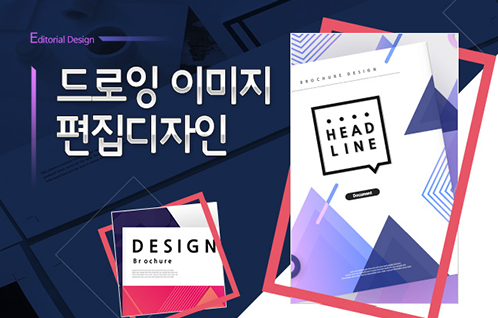 Editorial Design
드로잉 이미지
편집디자인
BROCHURE DESIGN
HEAD
LINE
Document
DESIGN
Brochure